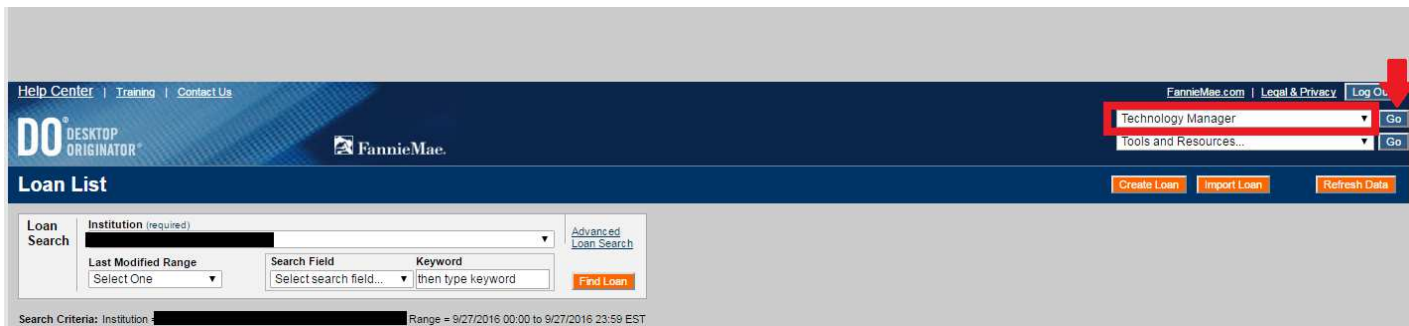 Help Center | Training | Contact Us
FannieMae.com | Legal & Privacy
Log Ou
DO® DESKTOP ORIGINATOR®
FannieMae.
Technology Manager
Go
Tools and Resources...
Go
Loan List
Create Loan
Import Loan
Refresh Data
Loan Search
Institution (required)
Advanced Loan Search
Last Modified Range
Search Field
Keyword
Select One
Select search field...
then type keyword
Find Loan
Search Criteria: Institution = Range = 9/27/2016 00:00 to 9/27/2016 23:59 EST